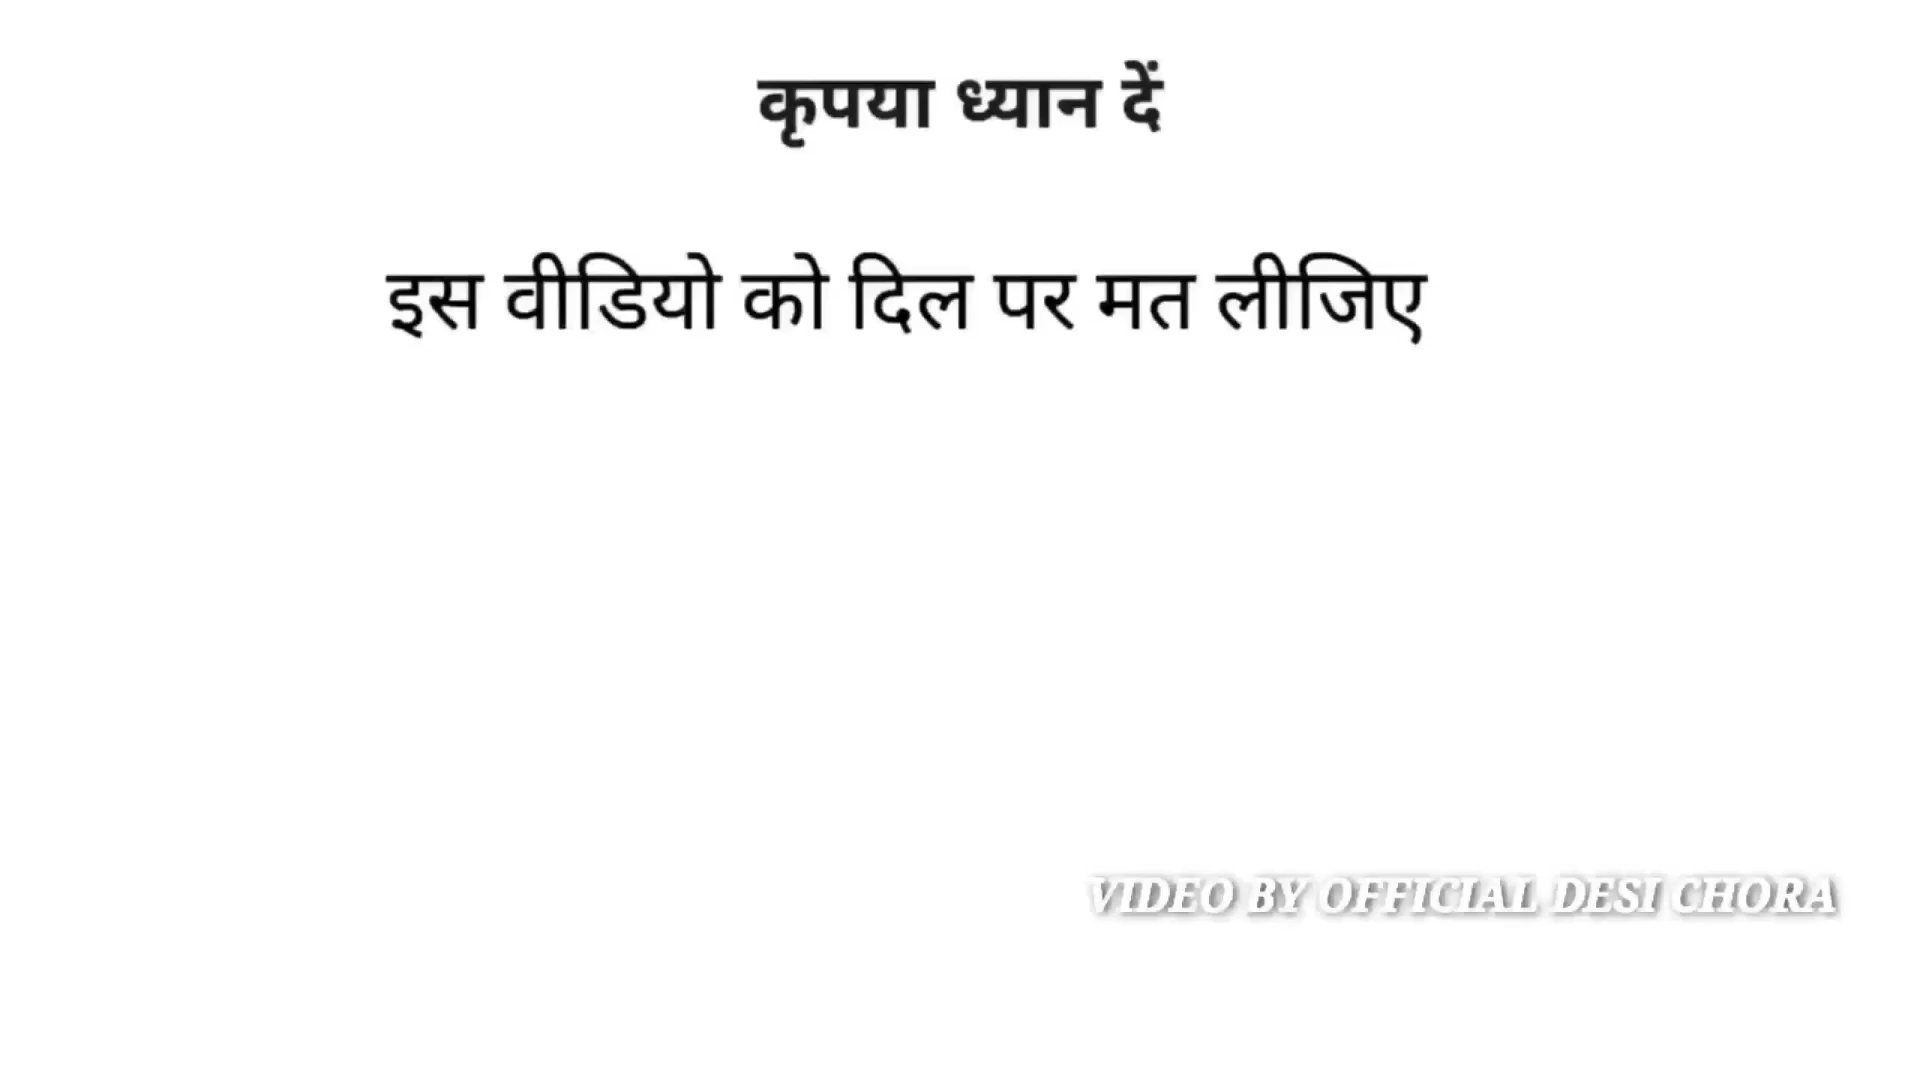 कृपया ध्यान दें
इस वीडियो को दिल पर मत लीजिए
VIDEO BY OFFICIAL DESI CHORA